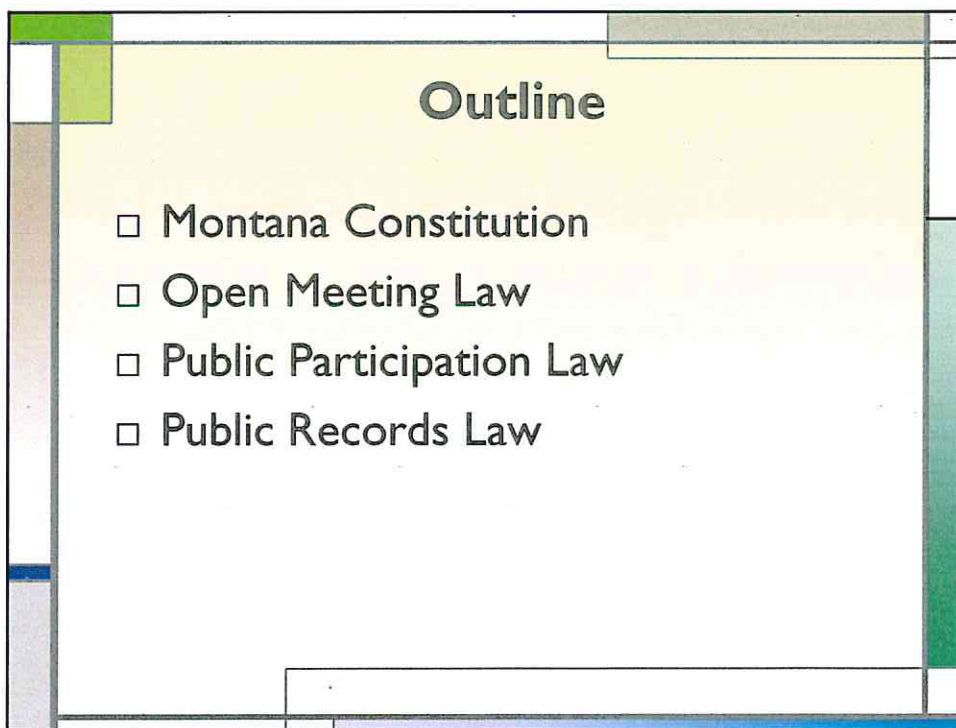 Outline
□ Montana Constitution
□ Open Meeting Law
□ Public Participation Law
□ Public Records Law